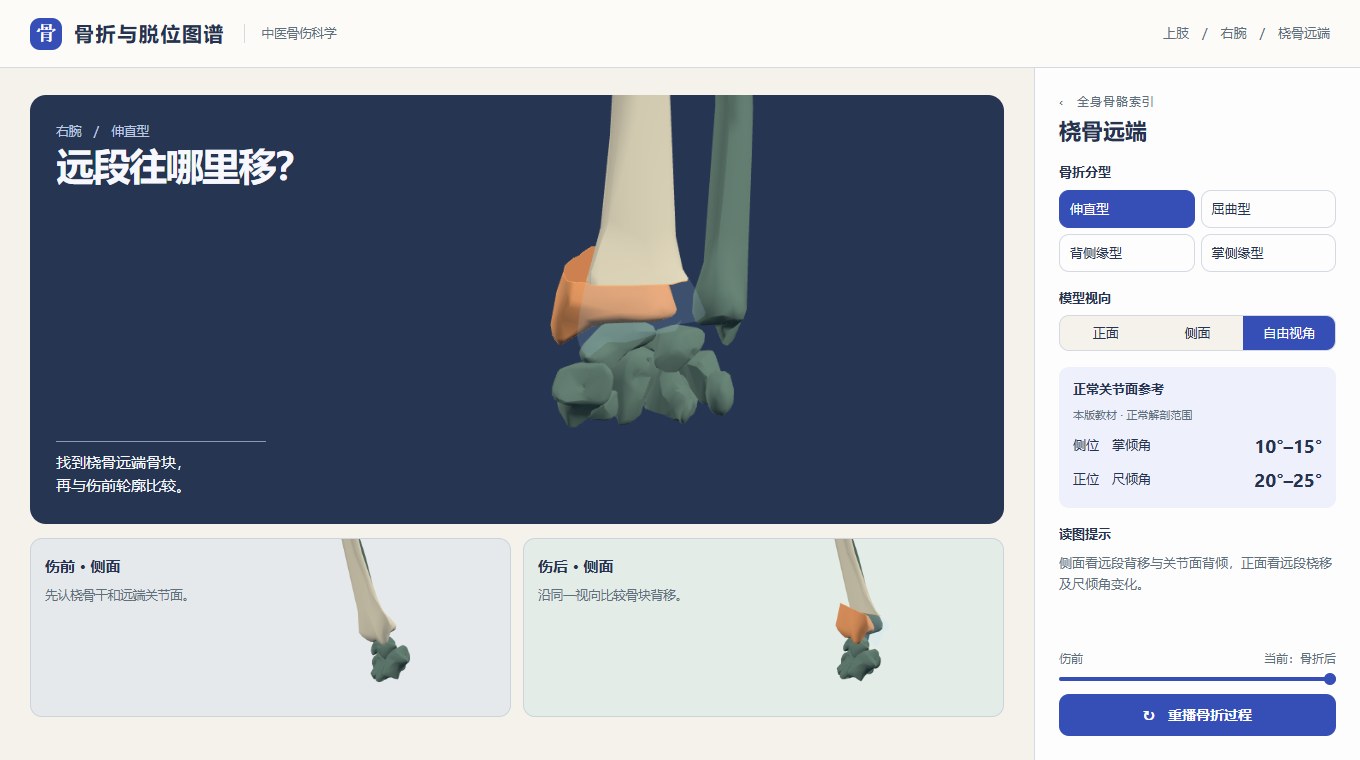 骨 骨折与脱位图谱 中医骨伤科学
上肢 / 右腕 / 桡骨远端
右腕 / 伸直型
远段往哪里移？
找到桡骨远端骨块，
再与伤前轮廓比较。
伤前·侧面
先认桡骨干和远端关节面。
伤后·侧面
沿同一视向比较骨块背移。
‹ 全身骨骼索引
桡骨远端
骨折分型
伸直型 屈曲型
背侧缘型 掌侧缘型
模型视向
正面 侧面 自由视角
正常关节面参考
本版教材·正常解剖范围
侧位 掌倾角 10°–15°
正位 尺倾角 20°–25°
读图提示
侧面看远段背移与关节面背倾，正面看远段桡移
及尺倾角变化。
伤前 当前：骨折后
↻ 重播骨折过程